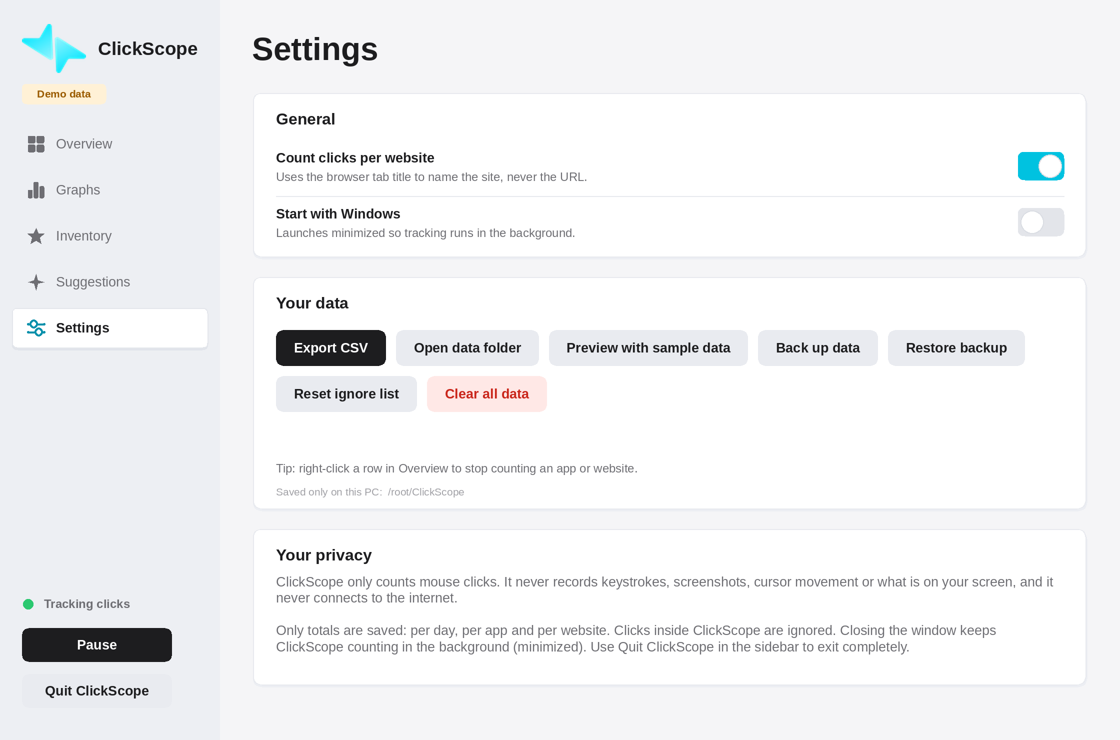 ClickScope
Demo data
Overview
Graphs
Inventory
Suggestions
Settings
Tracking clicks
Pause
Quit ClickScope
Settings
General
Count clicks per website
Uses the browser tab title to name the site, never the URL.
Start with Windows
Launches minimized so tracking runs in the background.
Your data
Export CSV
Open data folder
Preview with sample data
Back up data
Restore backup
Reset ignore list
Clear all data
Tip: right-click a row in Overview to stop counting an app or website.
Saved only on this PC:  /root/ClickScope
Your privacy
ClickScope only counts mouse clicks. It never records keystrokes, screenshots, cursor movement or what is on your screen, and it
never connects to the internet.
Only totals are saved: per day, per app and per website. Clicks inside ClickScope are ignored. Closing the window keeps
ClickScope counting in the background (minimized). Use Quit ClickScope in the sidebar to exit completely.